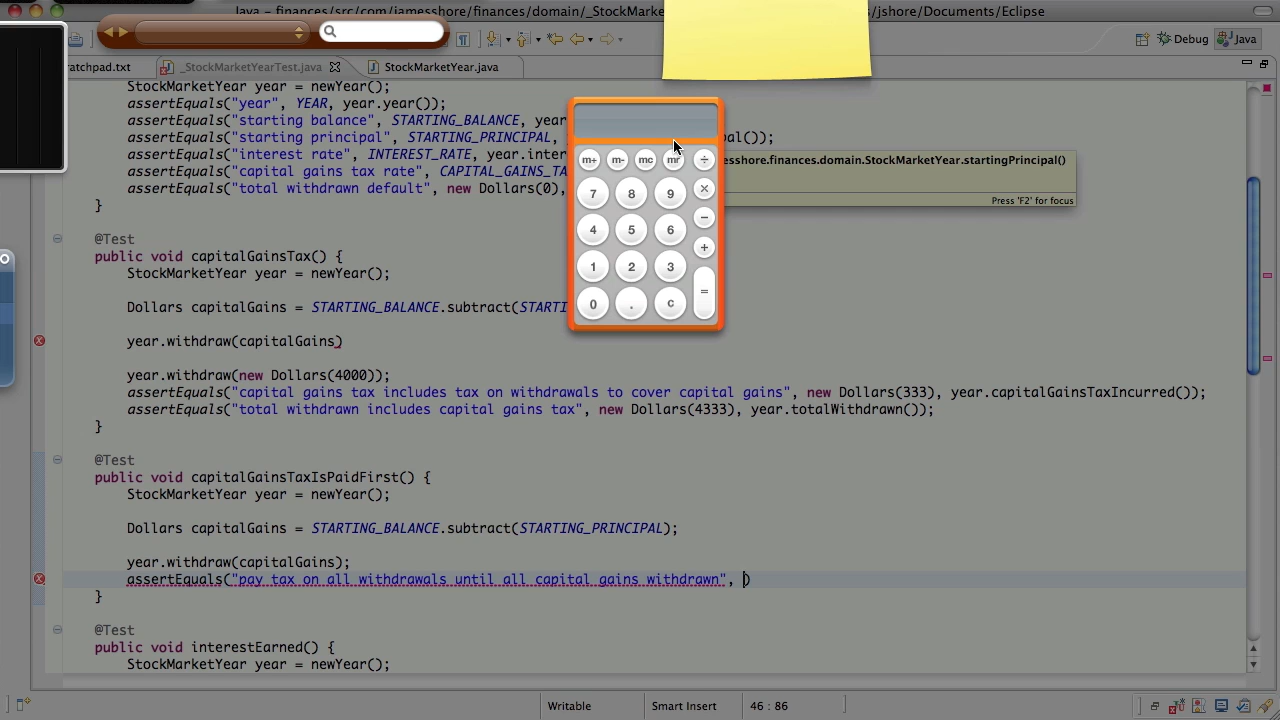 Java - finances/src/com/jamesshore/finances/domain/_StockMar /jshore/Documents/Eclipse
Debug Java
ratchpad.txt _StockMarketYearTest.java StockMarketYear.java
StockMarketYear year = newYear();
assertEquals("year", YEAR, year.year());
assertEquals("starting balance", STARTING_BALANCE, year
assertEquals("starting principal", STARTING_PRINCIPAL, pal());
assertEquals("interest rate", INTEREST_RATE, year.inter
assertEquals("capital gains tax rate", CAPITAL_GAINS_TA
assertEquals("total withdrawn default", new Dollars(0),
}
esshore.finances.domain.StockMarketYear.startingPrincipal()
Press 'F2' for focus
m+ m- mc mr ÷
7 8 9 ×
4 5 6 −
1 2 3 +
0 . c =
@Test
public void capitalGainsTax() {
StockMarketYear year = newYear();
Dollars capitalGains = STARTING_BALANCE.subtract(STARTI
year.withdraw(capitalGains)
year.withdraw(new Dollars(4000));
assertEquals("capital gains tax includes tax on withdrawals to cover capital gains", new Dollars(333), year.capitalGainsTaxIncurred());
assertEquals("total withdrawn includes capital gains tax", new Dollars(4333), year.totalWithdrawn());
}
@Test
public void capitalGainsTaxIsPaidFirst() {
StockMarketYear year = newYear();
Dollars capitalGains = STARTING_BALANCE.subtract(STARTING_PRINCIPAL);
year.withdraw(capitalGains);
assertEquals("pay tax on all withdrawals until all capital gains withdrawn", )
}
@Test
public void interestEarned() {
StockMarketYear year = newYear();
Writable Smart Insert 46 : 86